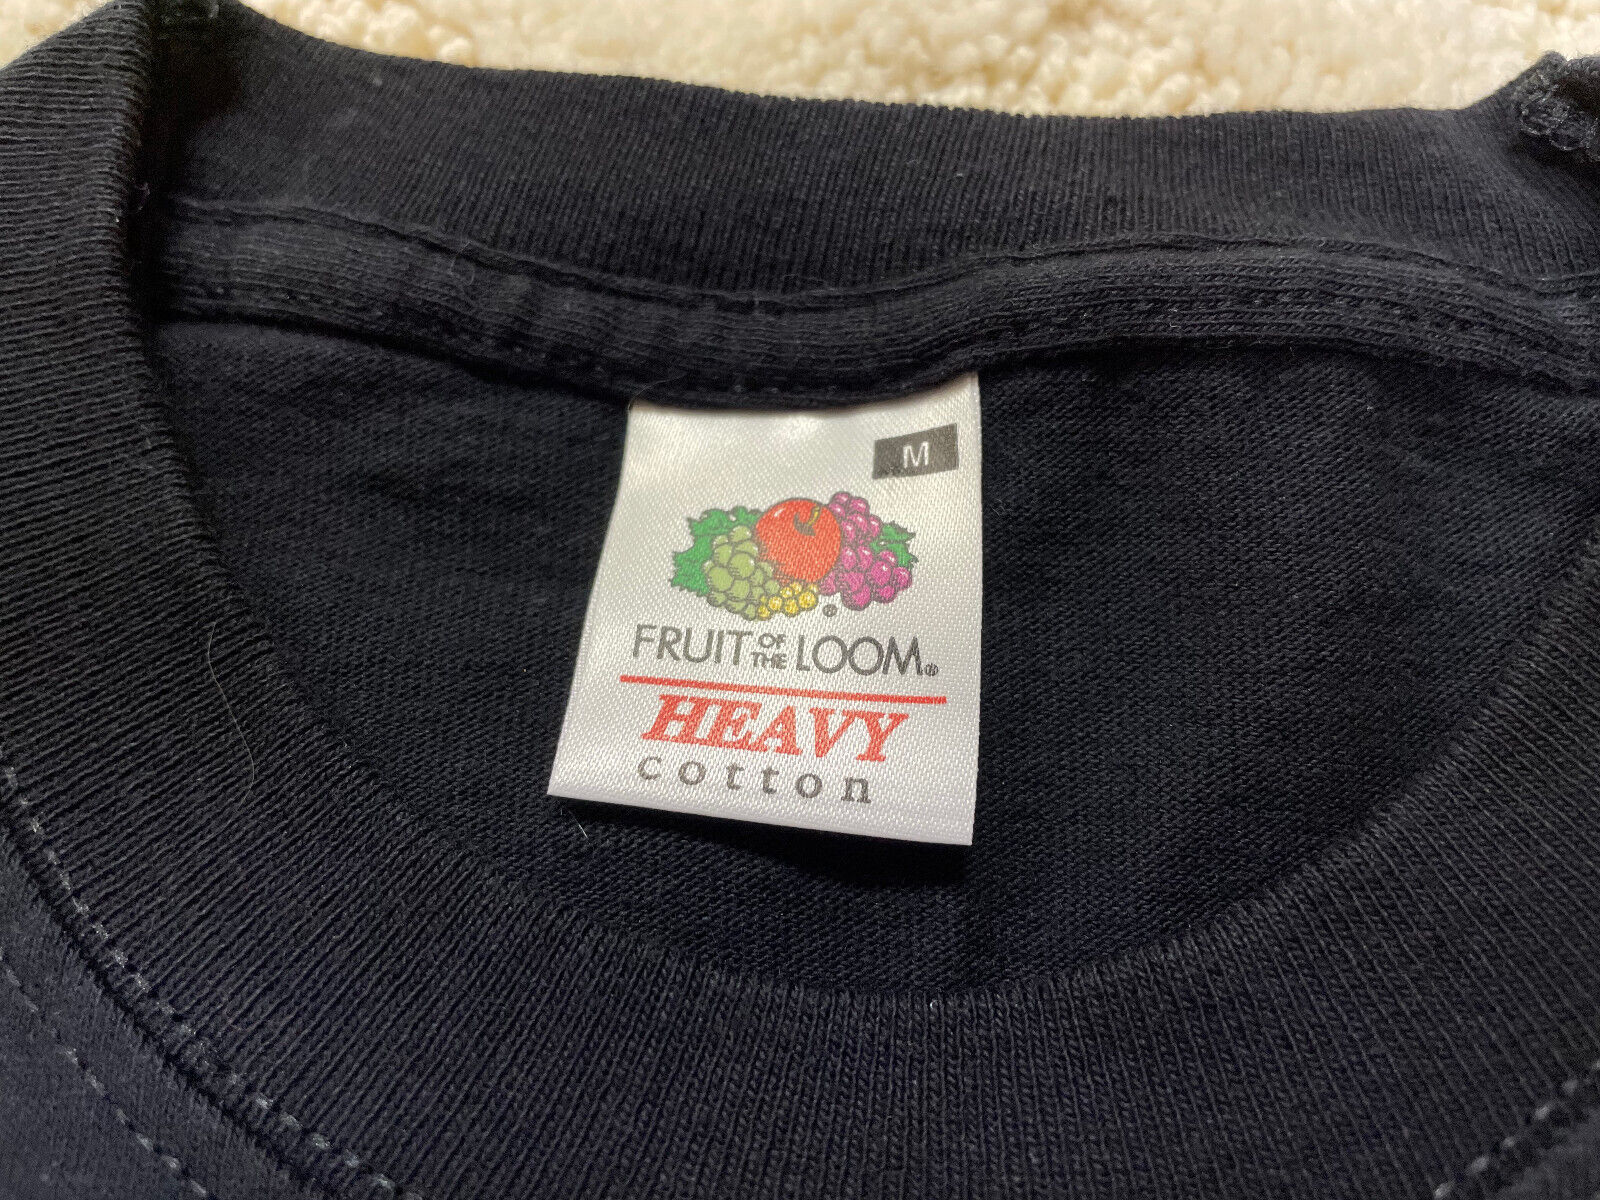 M
®
FRUIT OF THE LOOM®
HEAVY
cotton